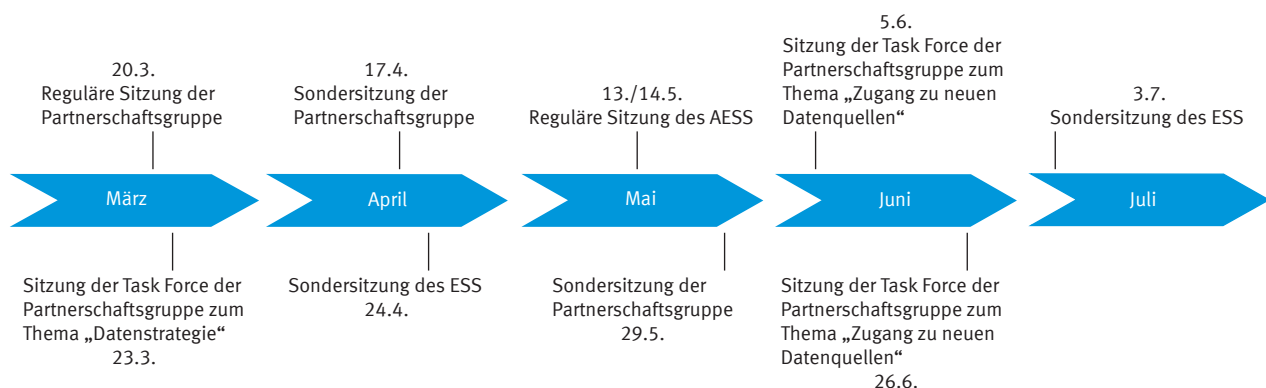 20.3.
Reguläre Sitzung der
Partnerschaftsgruppe
17.4.
Sondersitzung der
Partnerschaftsgruppe
13./14.5.
Reguläre Sitzung des AESS
5.6.
Sitzung der Task Force der
Partnerschaftsgruppe zum
Thema „Zugang zu neuen
Datenquellen“
3.7.
Sondersitzung des ESS
März
April
Mai
Juni
Juli
Sitzung der Task Force der
Partnerschaftsgruppe zum
Thema „Datenstrategie“
23.3.
Sondersitzung des ESS
24.4.
Sondersitzung der
Partnerschaftsgruppe
29.5.
Sitzung der Task Force der
Partnerschaftsgruppe zum
Thema „Zugang zu neuen
Datenquellen“
26.6.